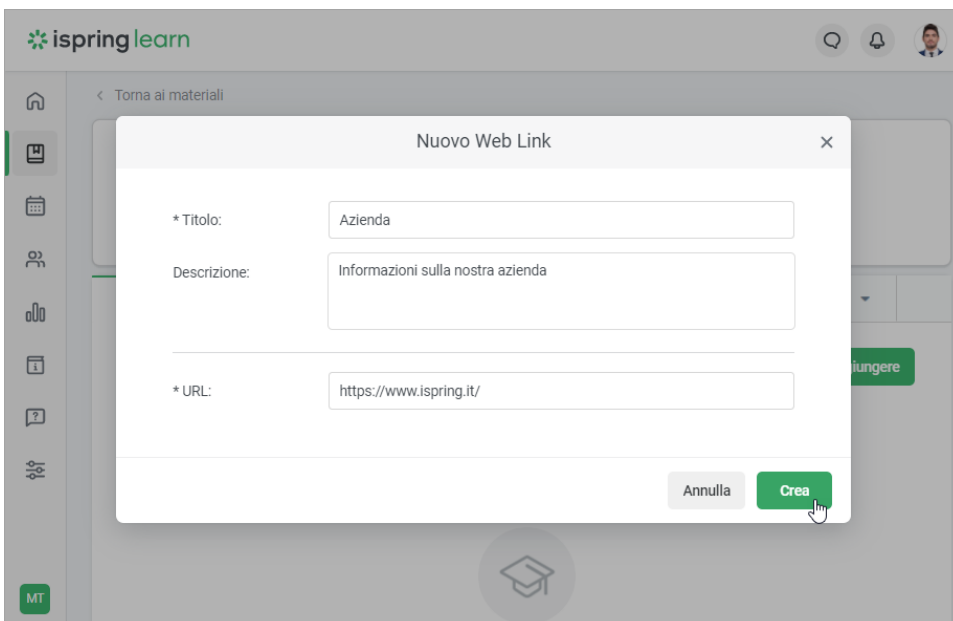 ispring learn
Torna ai materiali
Nuovo Web Link
* Titolo:
Azienda
Descrizione:
Informazioni sulla nostra azienda
* URL:
https://www.ispring.it/
iungere
Annulla
Crea
MT